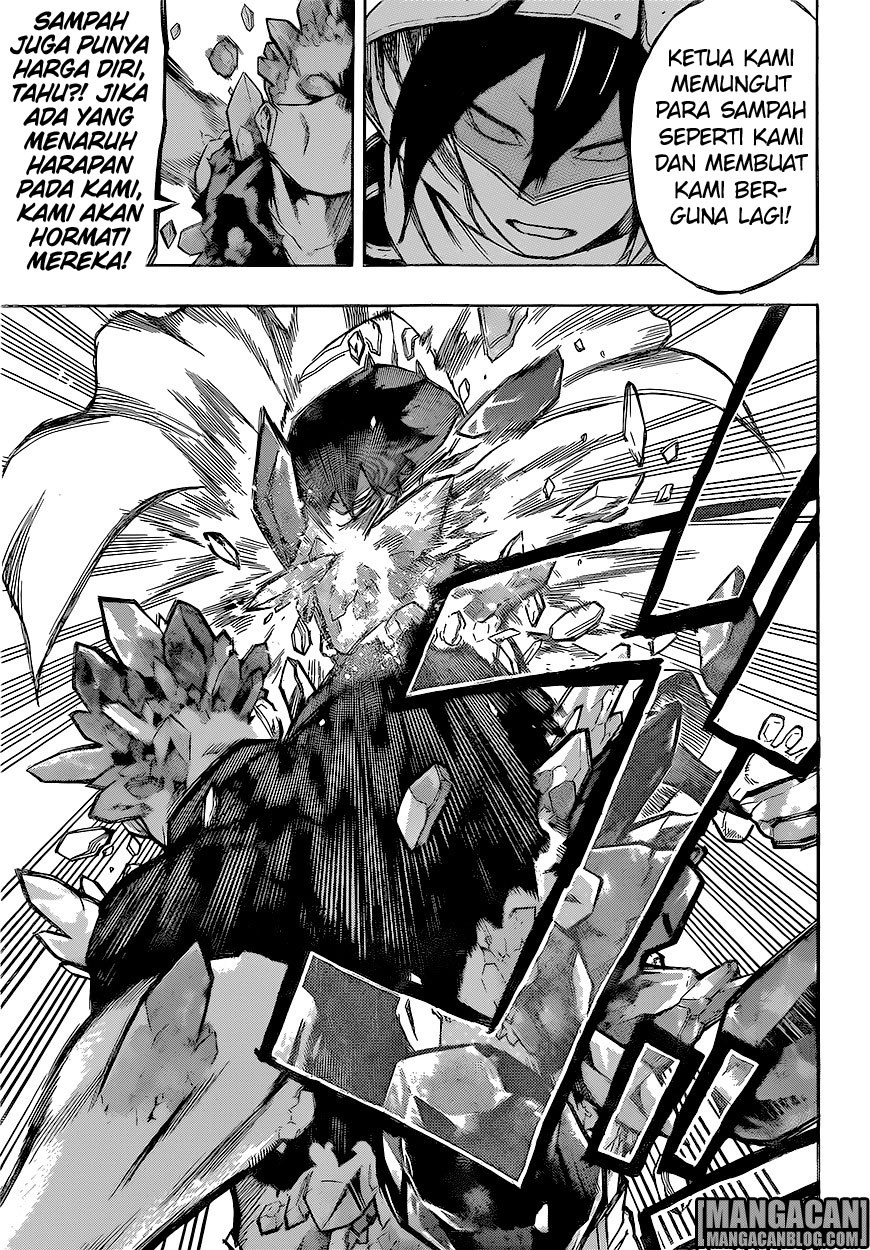 KETUA KAMI
MEMUNGUT
PARA SAMPAH
SEPERTI KAMI
DAN MEMBUAT
KAMI BER-
GUNA LAGI!
SAMPAH
JUGA PUNYA
HARGA DIRI,
TAHU?! JIKA
ADA YANG
MENARUH
HARAPAN
PADA KAMI,
KAMI AKAN
HORMATI
MEREKA!
[MANGACAN]
MANGACANBLOG.COM